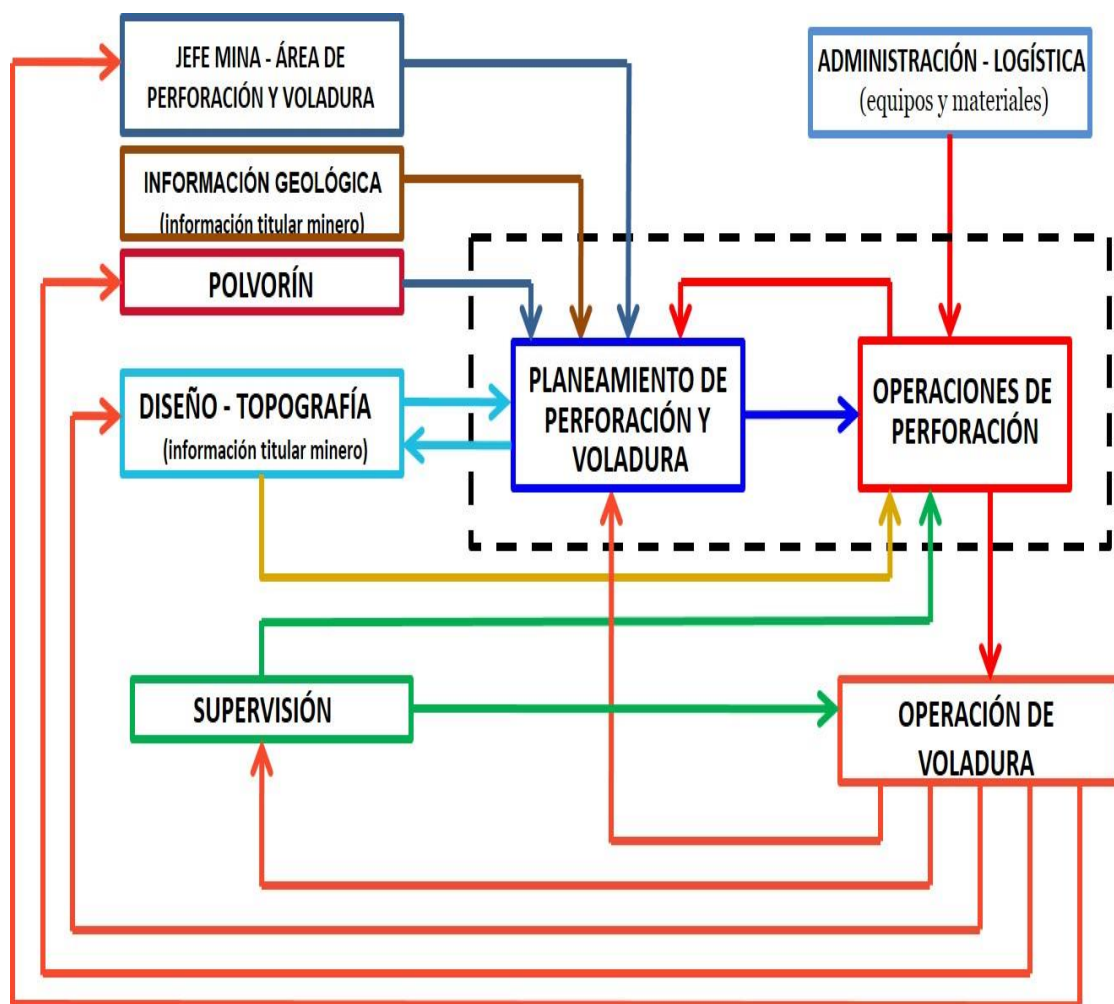 JEFE MINA - ÁREA DE
PERFORACIÓN Y VOLADURA
ADMINISTRACIÓN - LOGÍSTICA
(equipos y materiales)
INFORMACIÓN GEOLÓGICA
(información titular minero)
POLVORÍN
DISEÑO - TOPOGRAFÍA
(información titular minero)
PLANEAMIENTO DE
PERFORACIÓN Y
VOLADURA
OPERACIONES DE
PERFORACIÓN
SUPERVISIÓN
OPERACIÓN DE
VOLADURA